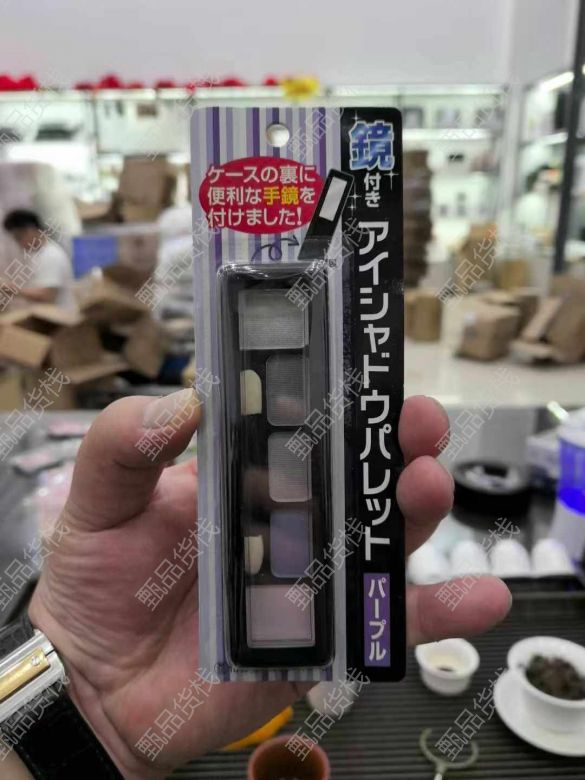 ケースの裏に
便利な手鏡を
付けました!
鏡付き アイシャドウパレット
パープル
甄品货栈